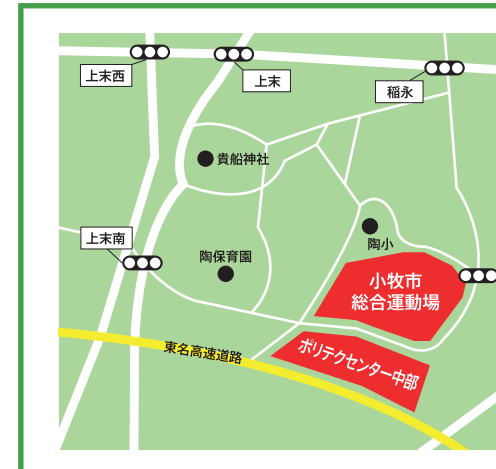 上末西
上末
稲永
貴船神社
上末南
陶小
陶保育園
小牧市
総合運動場
東名高速道路
ポリテクセンター中部